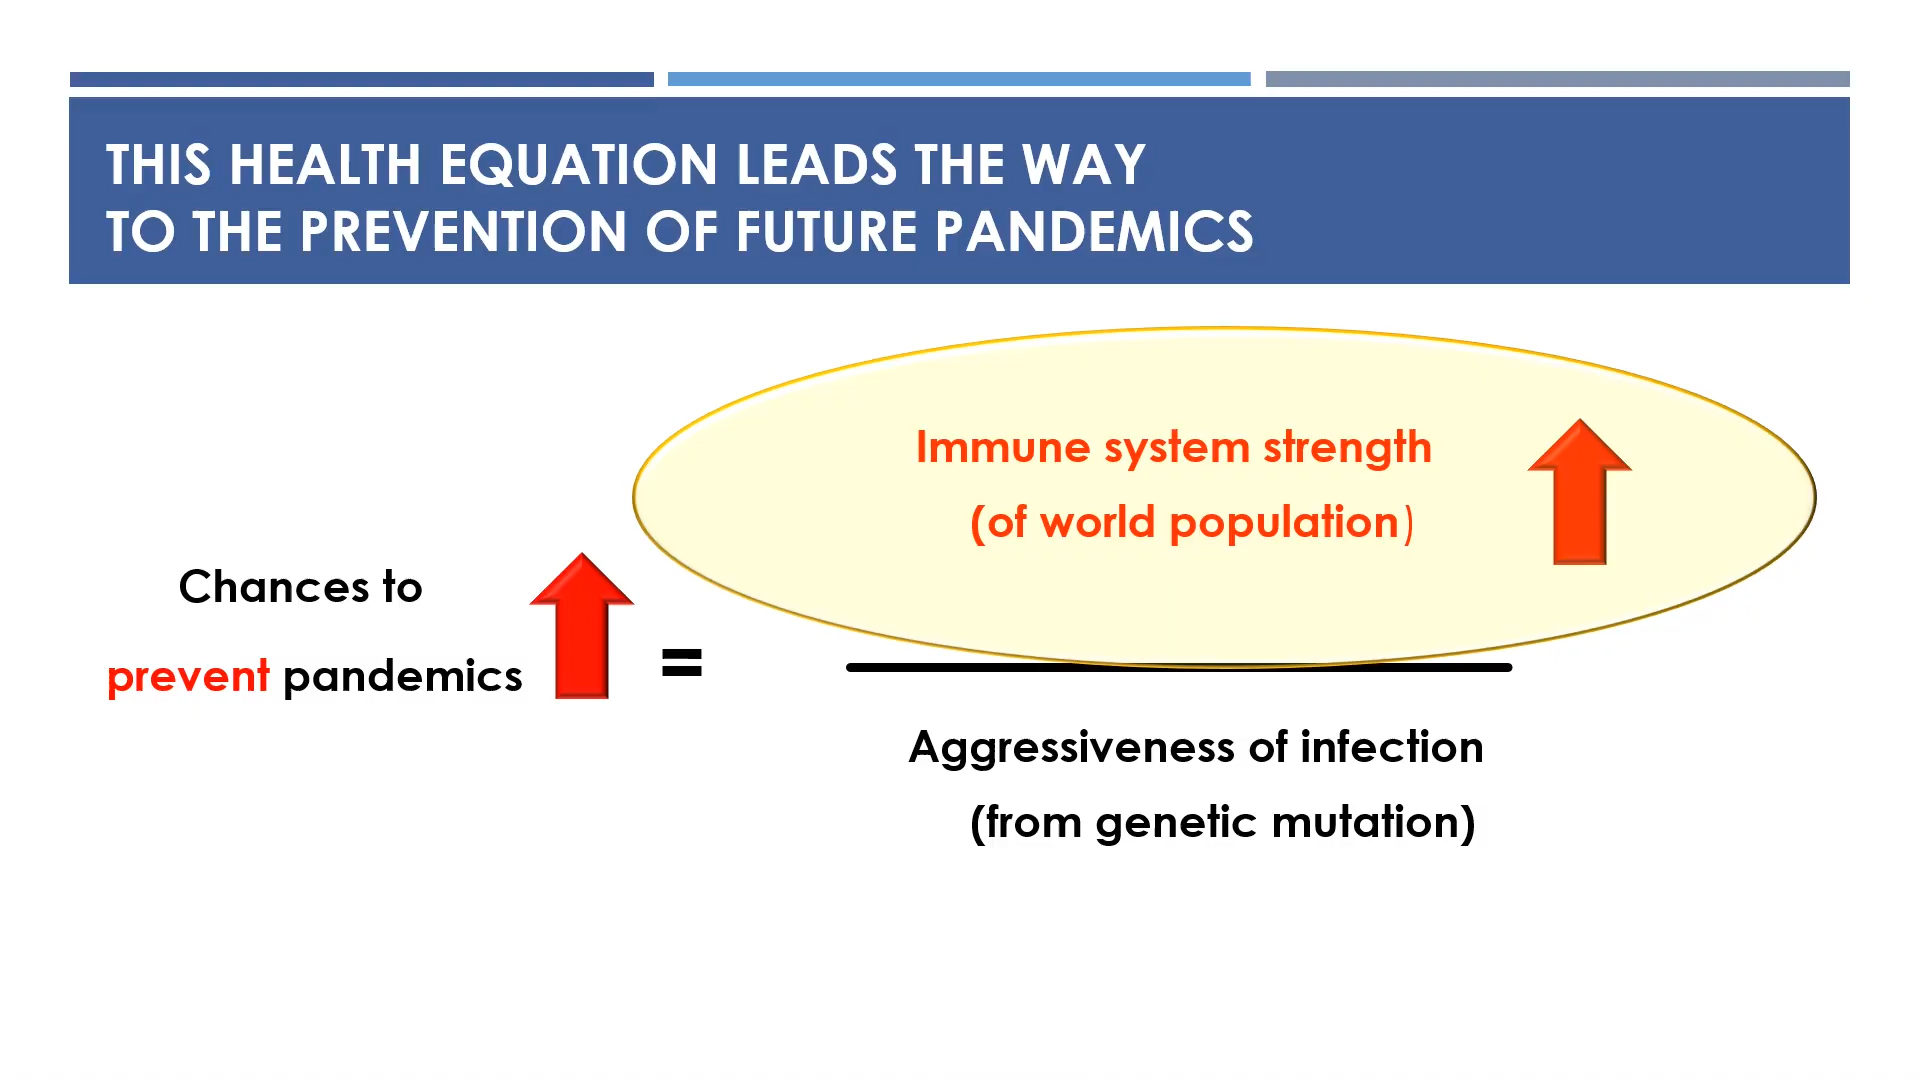 THIS HEALTH EQUATION LEADS THE WAY
TO THE PREVENTION OF FUTURE PANDEMICS
Chances to
prevent pandemics
=
Immune system strength
(of world population)
Aggressiveness of infection
(from genetic mutation)